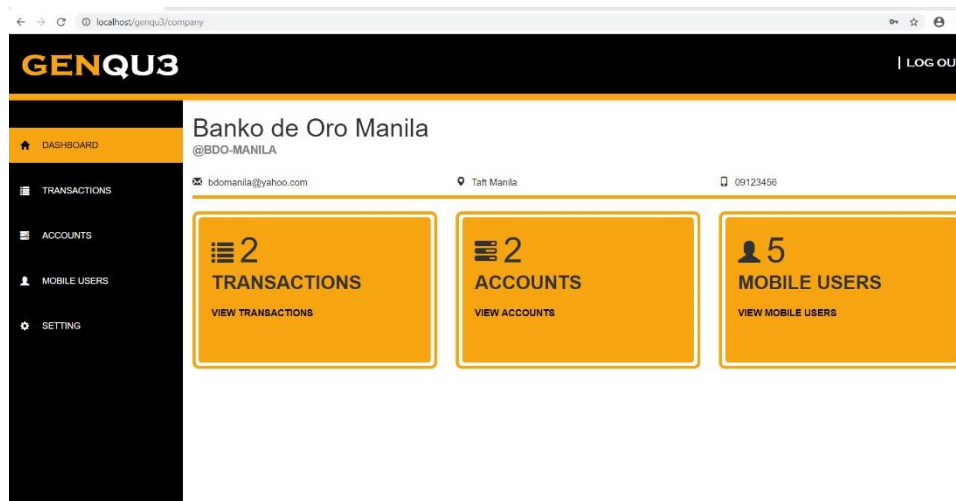 localhost/genqu3/company
GENQU3
| LOG OU
DASHBOARD
TRANSACTIONS
ACCOUNTS
MOBILE USERS
SETTING
Banko de Oro Manila
@BDO-MANILA
bdomanila@yahoo.com
Taft Manila
09123456
2
TRANSACTIONS
VIEW TRANSACTIONS
2
ACCOUNTS
VIEW ACCOUNTS
5
MOBILE USERS
VIEW MOBILE USERS